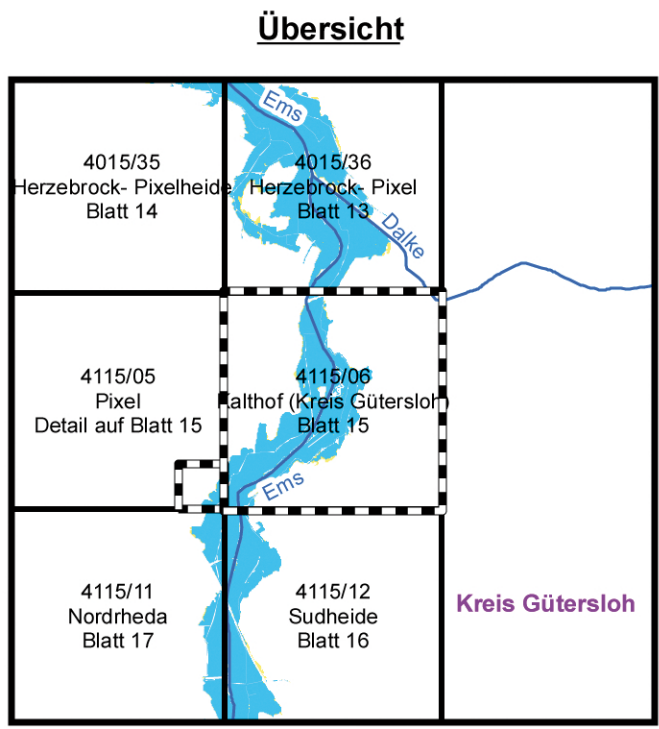 Übersicht
Ems
4015/35
Herzebrock- Pixelheide
Blatt 14
4015/36
Herzebrock- Pixel
Blatt 13
Dalke
4115/05
Pixel
Detail auf Blatt 15
4115/06
Kalthof (Kreis Gütersloh)
Blatt 15
Ems
4115/11
Nordrheda
Blatt 17
4115/12
Sudheide
Blatt 16
Kreis Gütersloh